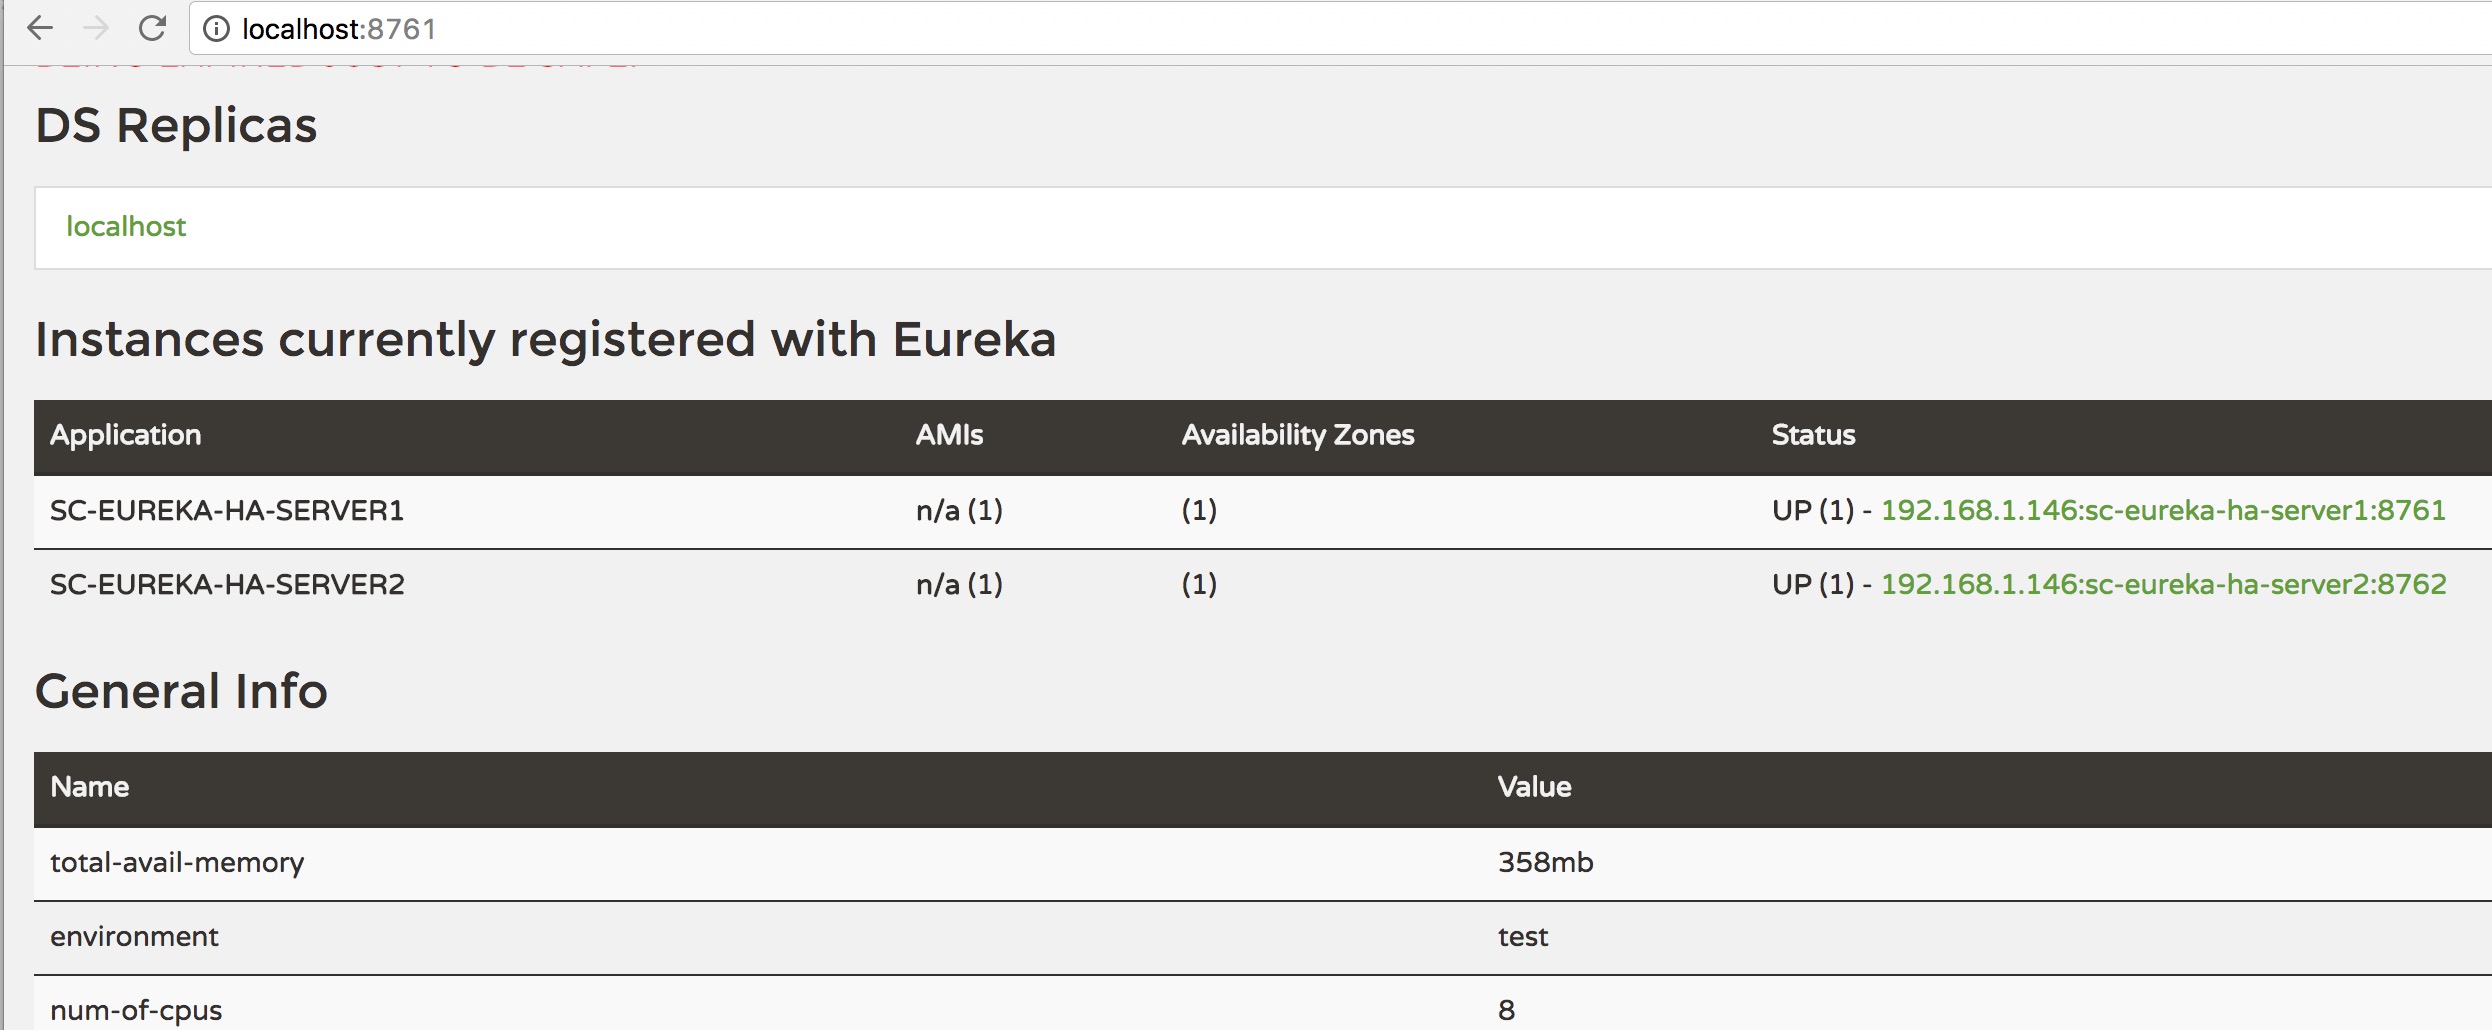 localhost:8761
DS Replicas
localhost
Instances currently registered with Eureka
Application AMIs Availability Zones Status
SC-EUREKA-HA-SERVER1 n/a (1) (1) UP (1) - 192.168.1.146:sc-eureka-ha-server1:8761
SC-EUREKA-HA-SERVER2 n/a (1) (1) UP (1) - 192.168.1.146:sc-eureka-ha-server2:8762
General Info
Name Value
total-avail-memory 358mb
environment test
num-of-cpus 8